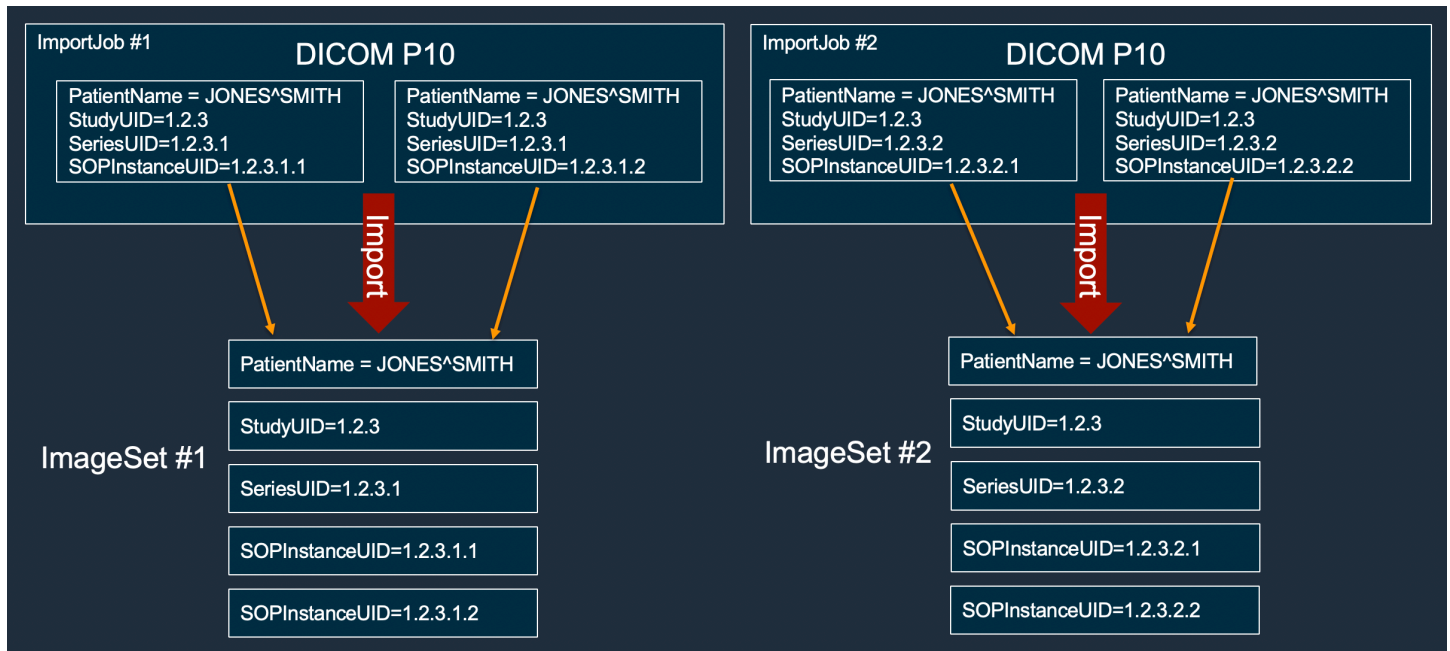 ImportJob #1
DICOM P10
PatientName = JONES^SMITH
StudyUID=1.2.3
SeriesUID=1.2.3.1
SOPInstanceUID=1.2.3.1.1
PatientName = JONES^SMITH
StudyUID=1.2.3
SeriesUID=1.2.3.1
SOPInstanceUID=1.2.3.1.2
Import
ImageSet #1
PatientName = JONES^SMITH
StudyUID=1.2.3
SeriesUID=1.2.3.1
SOPInstanceUID=1.2.3.1.1
SOPInstanceUID=1.2.3.1.2
ImportJob #2
DICOM P10
PatientName = JONES^SMITH
StudyUID=1.2.3
SeriesUID=1.2.3.2
SOPInstanceUID=1.2.3.2.1
PatientName = JONES^SMITH
StudyUID=1.2.3
SeriesUID=1.2.3.2
SOPInstanceUID=1.2.3.2.2
Import
ImageSet #2
PatientName = JONES^SMITH
StudyUID=1.2.3
SeriesUID=1.2.3.2
SOPInstanceUID=1.2.3.2.1
SOPInstanceUID=1.2.3.2.2